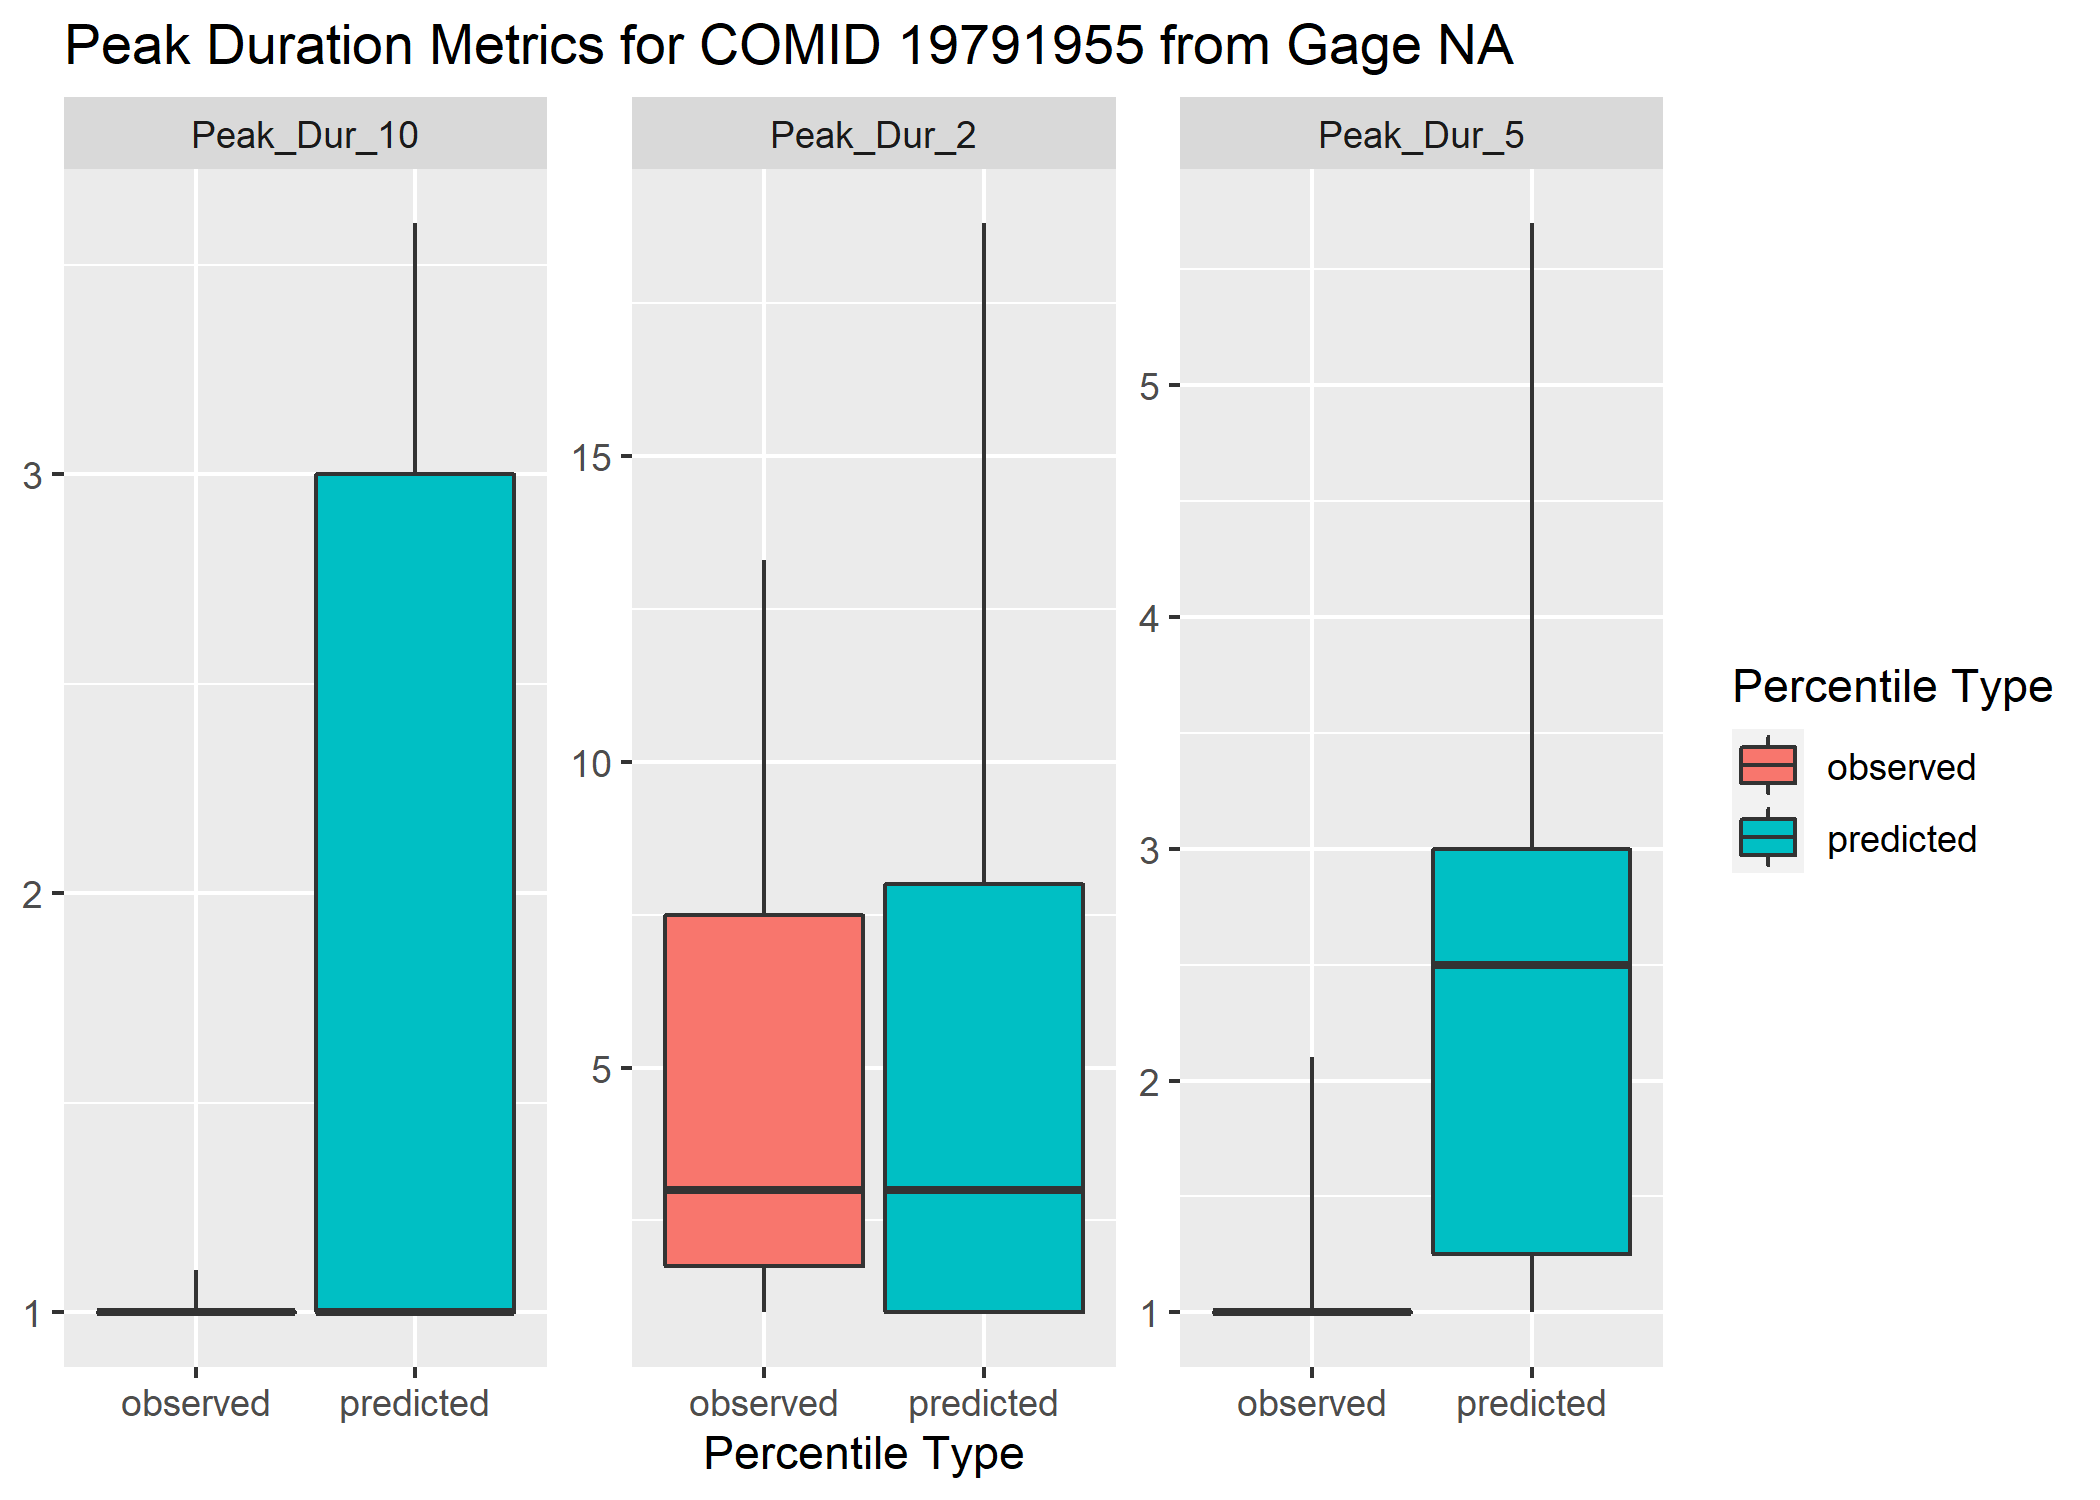 Peak Duration Metrics for COMID 19791955 from Gage NA
Peak_Dur_10
Peak_Dur_2
Peak_Dur_5
3
2
1
15
10
5
5
4
3
2
1
observed
predicted
observed
predicted
observed
predicted
Percentile Type
Percentile Type
observed
predicted